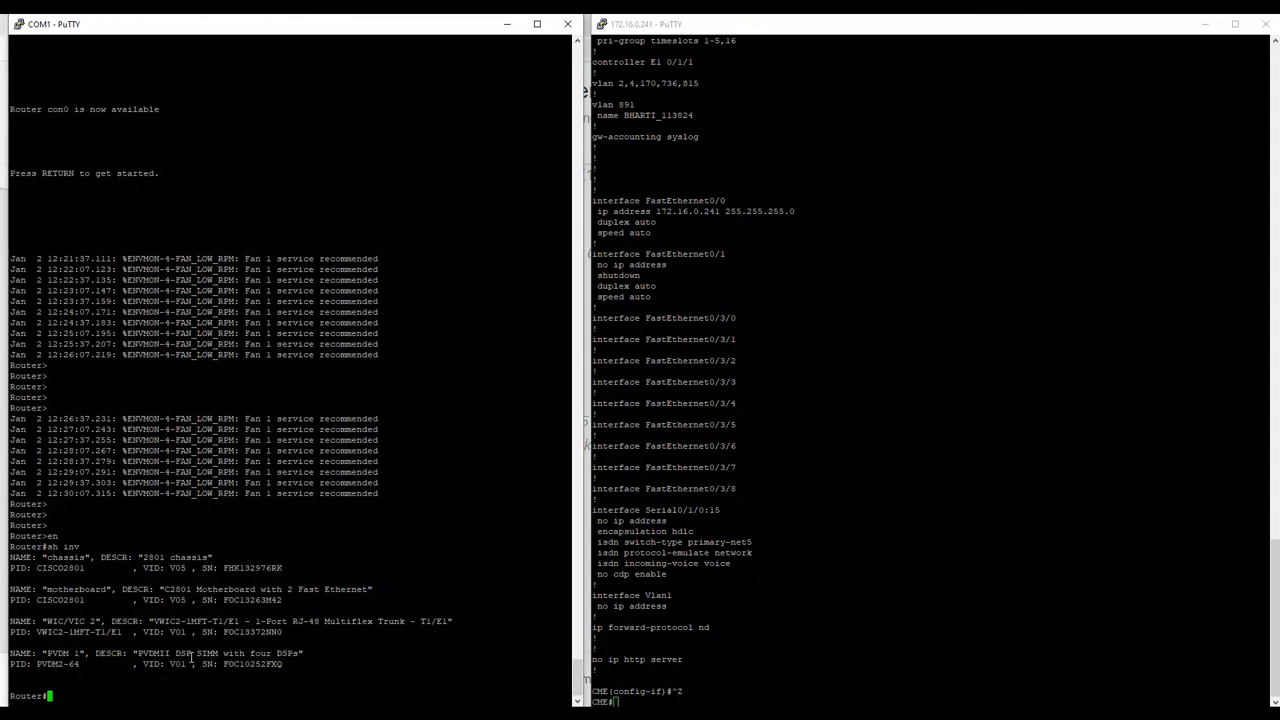 COM1 - PuTTY
Router con0 is now available
Press RETURN to get started.
Jan  2 12:21:37.111: %ENVMON-4-FAN_LOW_RPM: Fan 1 service recommended
Jan  2 12:22:07.123: %ENVMON-4-FAN_LOW_RPM: Fan 1 service recommended
Jan  2 12:22:37.135: %ENVMON-4-FAN_LOW_RPM: Fan 1 service recommended
Jan  2 12:23:07.147: %ENVMON-4-FAN_LOW_RPM: Fan 1 service recommended
Jan  2 12:23:37.159: %ENVMON-4-FAN_LOW_RPM: Fan 1 service recommended
Jan  2 12:24:07.171: %ENVMON-4-FAN_LOW_RPM: Fan 1 service recommended
Jan  2 12:24:37.183: %ENVMON-4-FAN_LOW_RPM: Fan 1 service recommended
Jan  2 12:25:07.195: %ENVMON-4-FAN_LOW_RPM: Fan 1 service recommended
Jan  2 12:25:37.207: %ENVMON-4-FAN_LOW_RPM: Fan 1 service recommended
Jan  2 12:26:07.219: %ENVMON-4-FAN_LOW_RPM: Fan 1 service recommended
Router>
Router>
Router>
Router>
Router>
Jan  2 12:26:37.231: %ENVMON-4-FAN_LOW_RPM: Fan 1 service recommended
Jan  2 12:27:07.243: %ENVMON-4-FAN_LOW_RPM: Fan 1 service recommended
Jan  2 12:27:37.255: %ENVMON-4-FAN_LOW_RPM: Fan 1 service recommended
Jan  2 12:28:07.267: %ENVMON-4-FAN_LOW_RPM: Fan 1 service recommended
Jan  2 12:28:37.279: %ENVMON-4-FAN_LOW_RPM: Fan 1 service recommended
Jan  2 12:29:07.291: %ENVMON-4-FAN_LOW_RPM: Fan 1 service recommended
Jan  2 12:29:37.303: %ENVMON-4-FAN_LOW_RPM: Fan 1 service recommended
Jan  2 12:30:07.315: %ENVMON-4-FAN_LOW_RPM: Fan 1 service recommended
Router>
Router>
Router>
Router>en
Router#sh inv
NAME: "chassis", DESCR: "2801 chassis"
PID: CISCO2801         , VID: V05 , SN: FHK132976RK
NAME: "motherboard", DESCR: "C2801 Motherboard with 2 Fast Ethernet"
PID: CISCO2801         , VID: V05 , SN: FOC13263M42
NAME: "WIC/VIC 2", DESCR: "VWIC2-1MFT-T1/E1 - 1-Port RJ-48 Multiflex Trunk - T1/E1"
PID: VWIC2-1MFT-T1/E1  , VID: V01 , SN: FOC13372NN0
NAME: "PVDM 1", DESCR: "PVDMII DSP SIMM with four DSPs"
PID: PVDM2-64          , VID: V01 , SN: FOC10252FXQ
Router#
172.16.0.241 - PuTTY
pri-group timeslots 1-5,16
!
controller E1 0/1/1
!
vlan 2,4,170,736,815
!
vlan 891
name BHARTI_113824
!
gw-accounting syslog
!
!
!
!
!
interface FastEthernet0/0
ip address 172.16.0.241 255.255.255.0
duplex auto
speed auto
!
interface FastEthernet0/1
no ip address
shutdown
duplex auto
speed auto
!
interface FastEthernet0/3/0
!
interface FastEthernet0/3/1
!
interface FastEthernet0/3/2
!
interface FastEthernet0/3/3
!
interface FastEthernet0/3/4
!
interface FastEthernet0/3/5
!
interface FastEthernet0/3/6
!
interface FastEthernet0/3/7
!
interface FastEthernet0/3/8
!
interface Serial0/1/0:15
no ip address
encapsulation hdlc
isdn switch-type primary-net5
isdn protocol-emulate network
isdn incoming-voice voice
no cdp enable
!
interface Vlan1
no ip address
!
ip forward-protocol nd
!
!
no ip http server
!
CME(config-if)#^Z
CME#